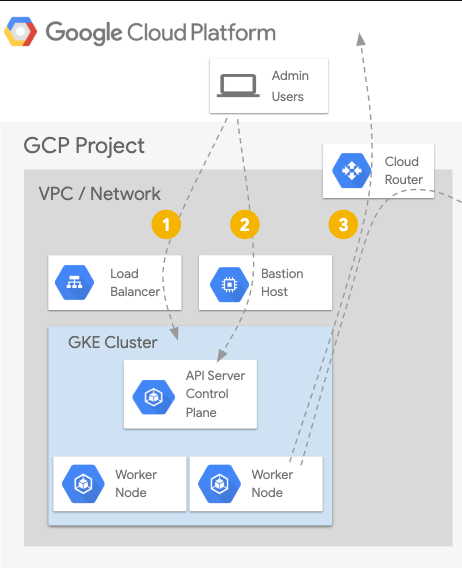 Google Cloud Platform
Admin
Users
GCP Project
Cloud
Router
VPC / Network
1
2
3
Load
Balancer
Bastion
Host
GKE Cluster
API Server
Control
Plane
Worker
Node
Worker
Node